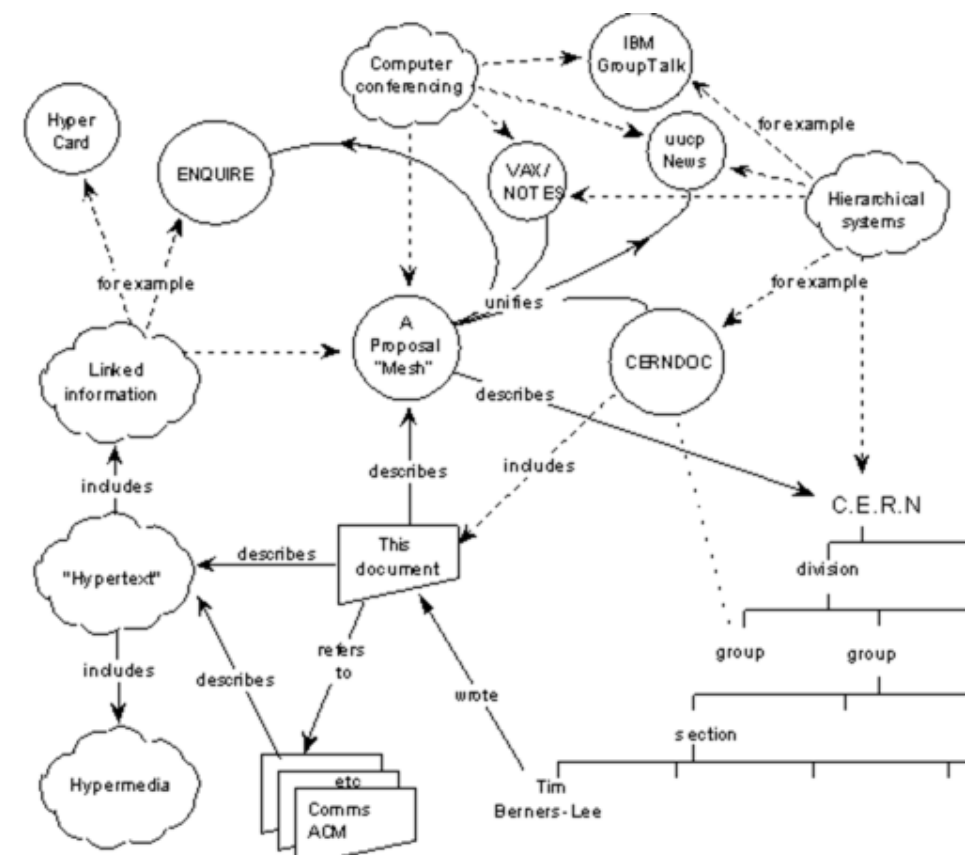 IBM
GroupTalk
Computer
conferencing
Hyper
Card
for example
uucp
News
ENQUIRE
VAX/
NOTES
Hierarchical
systems
for example
for example
unifies
A
Proposal
"Mesh"
CERNDOC
Linked
information
describes
includes
describes
includes
C.E.R.N
This
document
describes
division
"Hypertext"
refers
to
group
group
includes
describes
wrote
section
Hypermedia
etc
Tim
Berners-Lee
Comms
ACM